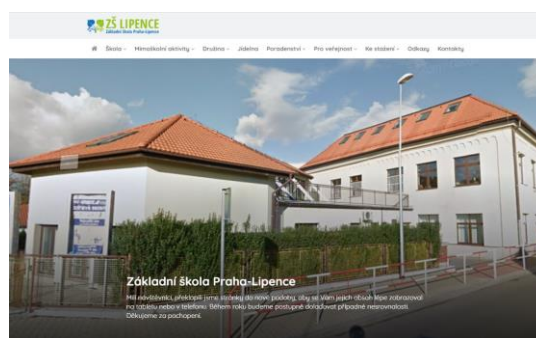 ZŠ LIPENCE
Základní škola Praha-Lipence
Škola Mimoškolní aktivity Družina Jídelna Poradenství Pro veřejnost Ke stažení Odkazy Kontakty
Základní škola Praha-Lipence
Milí návštěvníci, překlopili jsme stránky do nové podoby, aby se Vám jejich obsah lépe zobrazoval
na tabletu nebo v telefonu. Během roku budeme postupně dolaďovat případné nesrovnalosti.
Děkujeme za pochopení.